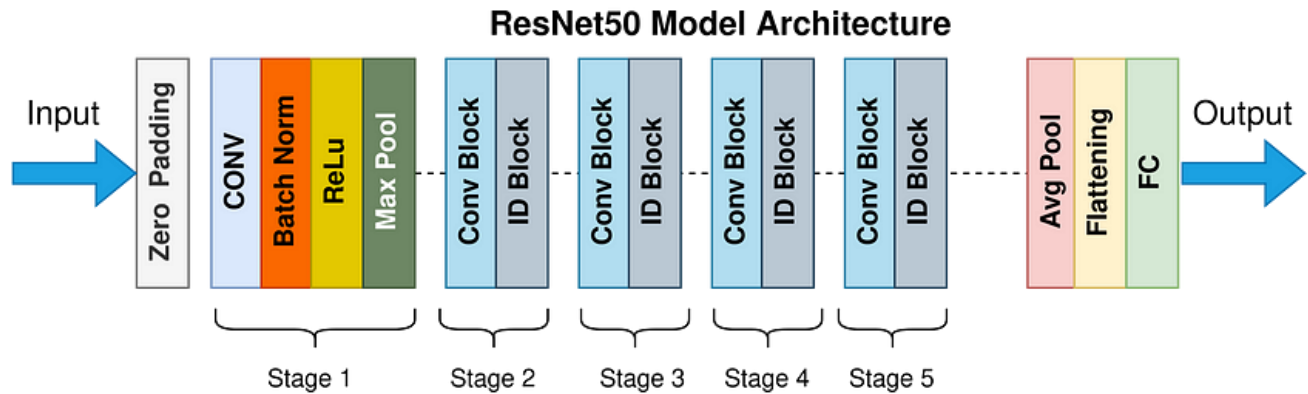 ResNet50 Model Architecture
Input
Zero Padding
CONV
Batch Norm
ReLu
Max Pool
Conv Block
ID Block
Conv Block
ID Block
Conv Block
ID Block
Conv Block
ID Block
Avg Pool
Flattening
FC
Output
Stage 1
Stage 2
Stage 3
Stage 4
Stage 5